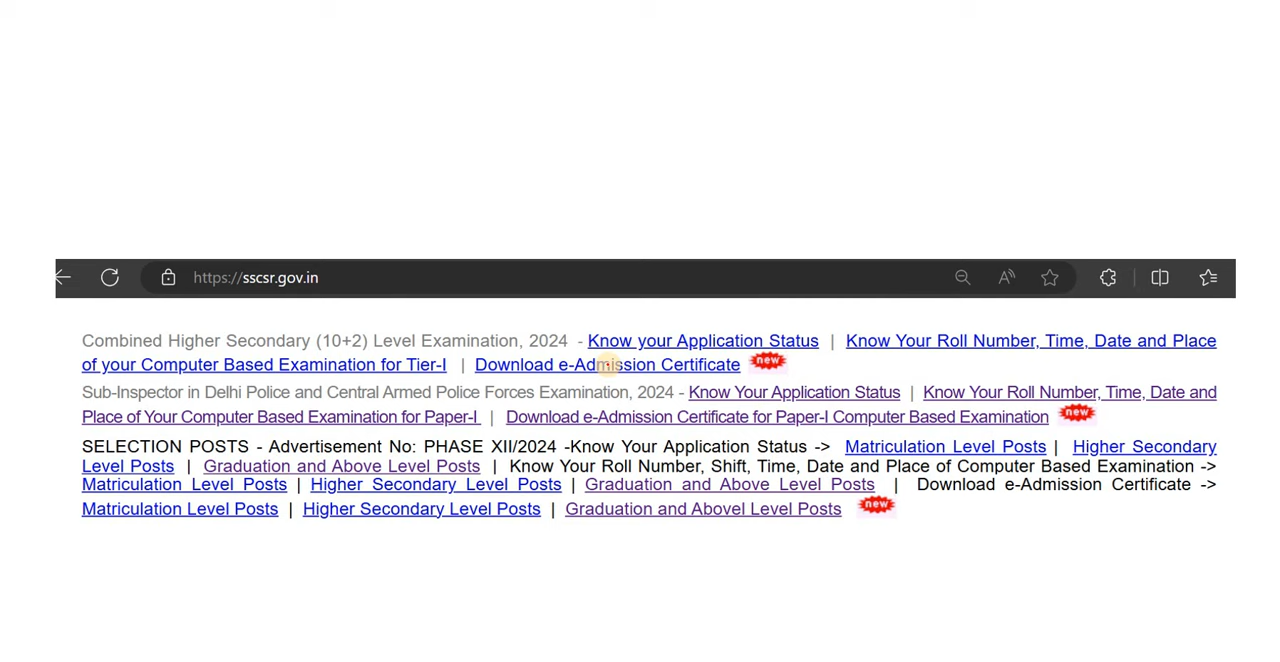 https://sscsr.gov.in
Combined Higher Secondary (10+2) Level Examination, 2024 - Know your Application Status | Know Your Roll Number, Time, Date and Place
of your Computer Based Examination for Tier-I | Download e-Admission Certificate new
Sub-Inspector in Delhi Police and Central Armed Police Forces Examination, 2024 - Know Your Application Status | Know Your Roll Number, Time, Date and
Place of Your Computer Based Examination for Paper-I | Download e-Admission Certificate for Paper-I Computer Based Examination new
SELECTION POSTS - Advertisement No: PHASE XII/2024 -Know Your Application Status -> Matriculation Level Posts | Higher Secondary
Level Posts | Graduation and Above Level Posts | Know Your Roll Number, Shift, Time, Date and Place of Computer Based Examination ->
Matriculation Level Posts | Higher Secondary Level Posts | Graduation and Above Level Posts | Download e-Admission Certificate ->
Matriculation Level Posts | Higher Secondary Level Posts | Graduation and Abovel Level Posts new